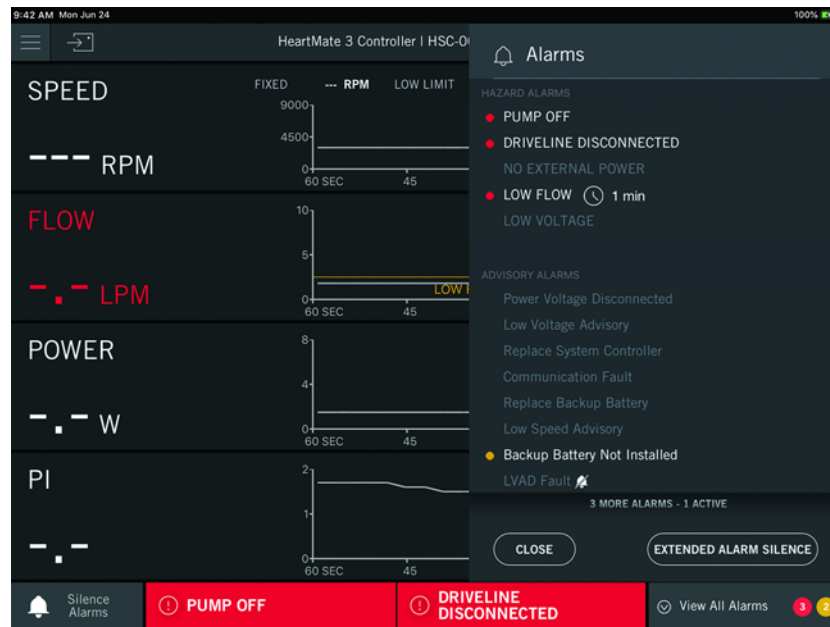 9:42 AM Mon Jun 24
100%
HeartMate 3 Controller | HSC-0
Alarms
SPEED
FIXED --- RPM LOW LIMIT
9000
4500
0
60 SEC 45
--- RPM
FLOW
10
5
0
LOW
60 SEC 45
-.- LPM
POWER
8
4
0
60 SEC 45
-.- W
PI
2
1
0
60 SEC 45
-.-
HAZARD ALARMS
PUMP OFF
DRIVELINE DISCONNECTED
NO EXTERNAL POWER
LOW FLOW 1 min
LOW VOLTAGE
ADVISORY ALARMS
Power Voltage Disconnected
Low Voltage Advisory
Replace System Controller
Communication Fault
Replace Backup Battery
Low Speed Advisory
Backup Battery Not Installed
LVAD Fault
3 MORE ALARMS - 1 ACTIVE
CLOSE
EXTENDED ALARM SILENCE
Silence
Alarms
PUMP OFF
DRIVELINE
DISCONNECTED
View All Alarms 3 2